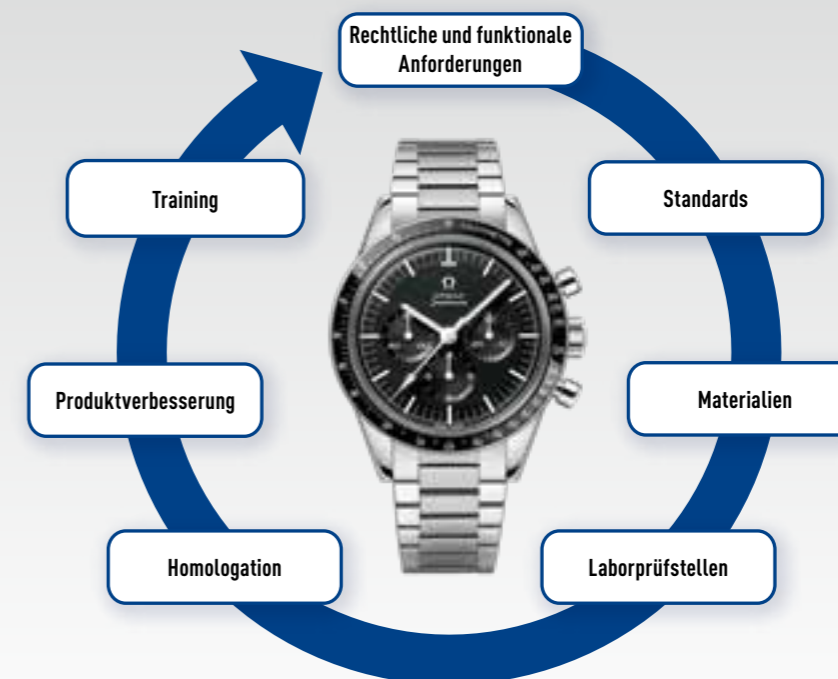 Rechtliche und funktionale
Anforderungen
Standards
Materialien
Laborprüfstellen
Homologation
Produktverbesserung
Training